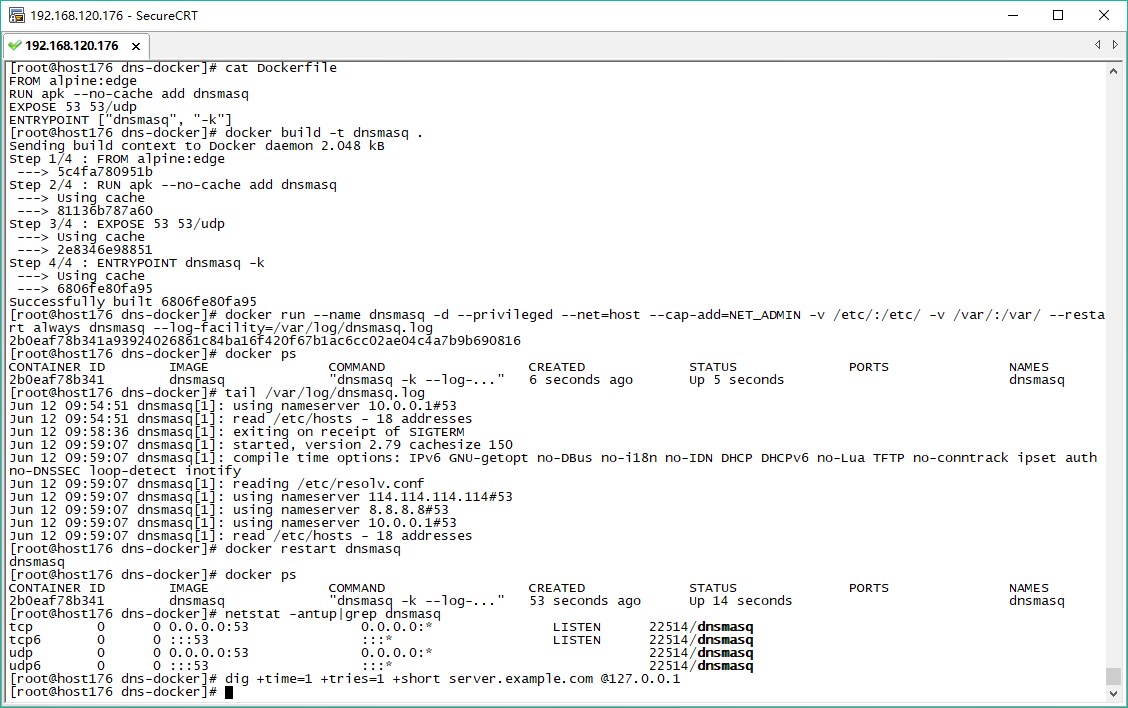 192.168.120.176 - SecureCRT
192.168.120.176
[root@host176 dns-docker]# cat Dockerfile
FROM alpine:edge
RUN apk --no-cache add dnsmasq
EXPOSE 53 53/udp
ENTRYPOINT ["dnsmasq", "-k"]
[root@host176 dns-docker]# docker build -t dnsmasq .
Sending build context to Docker daemon 2.048 kB
Step 1/4 : FROM alpine:edge
 ---> 5c4fa780951b
Step 2/4 : RUN apk --no-cache add dnsmasq
 ---> Using cache
 ---> 81136b787a60
Step 3/4 : EXPOSE 53 53/udp
 ---> Using cache
 ---> 2e8346e98851
Step 4/4 : ENTRYPOINT dnsmasq -k
 ---> Using cache
 ---> 6806fe80fa95
Successfully built 6806fe80fa95
[root@host176 dns-docker]# docker run --name dnsmasq -d --privileged --net=host --cap-add=NET_ADMIN -v /etc/:/etc/ -v /var/:/var/ --resta
rt always dnsmasq --log-facility=/var/log/dnsmasq.log
2b0eaf78b341a93924026861c84ba16f420f67b1ac6cc02ae04c4a7b9b690816
[root@host176 dns-docker]# docker ps
CONTAINER ID        IMAGE               COMMAND                  CREATED             STATUS              PORTS               NAMES
2b0eaf78b341        dnsmasq             "dnsmasq -k --log-..."   6 seconds ago       Up 5 seconds                            dnsmasq
[root@host176 dns-docker]# tail /var/log/dnsmasq.log
Jun 12 09:54:51 dnsmasq[1]: using nameserver 10.0.0.1#53
Jun 12 09:54:51 dnsmasq[1]: read /etc/hosts - 18 addresses
Jun 12 09:58:36 dnsmasq[1]: exiting on receipt of SIGTERM
Jun 12 09:59:07 dnsmasq[1]: started, version 2.79 cachesize 150
Jun 12 09:59:07 dnsmasq[1]: compile time options: IPv6 GNU-getopt no-DBus no-i18n no-IDN DHCP DHCPv6 no-Lua TFTP no-conntrack ipset auth
no-DNSSEC loop-detect inotify
Jun 12 09:59:07 dnsmasq[1]: reading /etc/resolv.conf
Jun 12 09:59:07 dnsmasq[1]: using nameserver 114.114.114.114#53
Jun 12 09:59:07 dnsmasq[1]: using nameserver 8.8.8.8#53
Jun 12 09:59:07 dnsmasq[1]: using nameserver 10.0.0.1#53
Jun 12 09:59:07 dnsmasq[1]: read /etc/hosts - 18 addresses
[root@host176 dns-docker]# docker restart dnsmasq
dnsmasq
[root@host176 dns-docker]# docker ps
CONTAINER ID        IMAGE               COMMAND                  CREATED             STATUS              PORTS               NAMES
2b0eaf78b341        dnsmasq             "dnsmasq -k --log-..."   53 seconds ago      Up 14 seconds                           dnsmasq
[root@host176 dns-docker]# netstat -antup|grep dnsmasq
tcp        0      0 0.0.0.0:53              0.0.0.0:*               LISTEN      22514/dnsmasq
tcp6       0      0 :::53                   :::*                    LISTEN      22514/dnsmasq
udp        0      0 0.0.0.0:53              0.0.0.0:*                           22514/dnsmasq
udp6       0      0 :::53                   :::*                                22514/dnsmasq
[root@host176 dns-docker]# dig +time=1 +tries=1 +short server.example.com @127.0.0.1
[root@host176 dns-docker]#